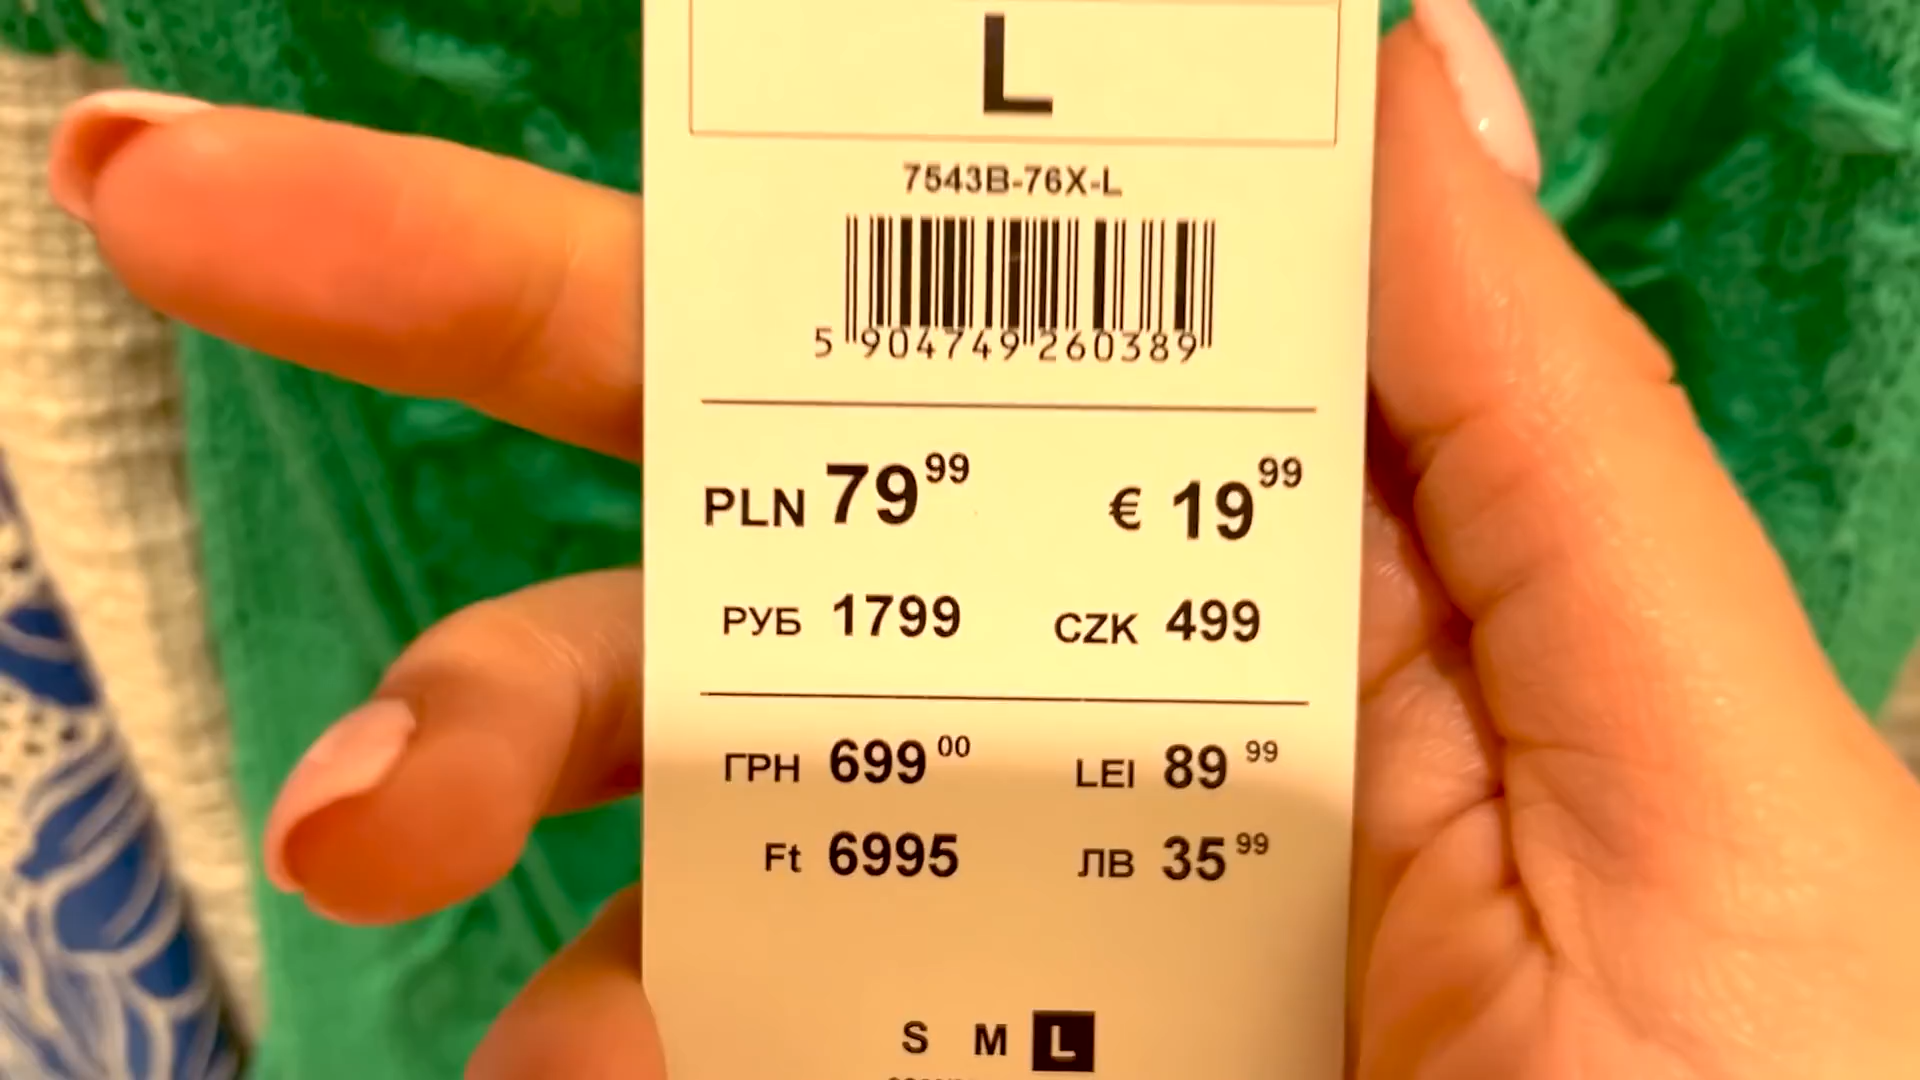 L
7543B-76X-L
5 904749 260389
PLN 79 99 € 19 99
РУБ 1799 CZK 499
ГРН 699 00 LEI 89 99
Ft 6995 ЛВ 35 99
S M L